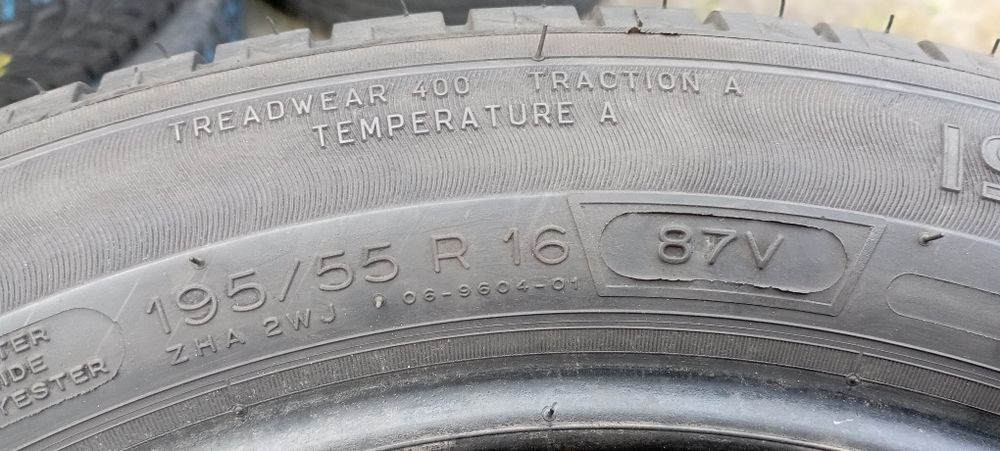 TREADWEAR 400 TRACTION A
TEMPERATURE A
195/55 R 16 87V
ZHA 2WJ 06-9604-01